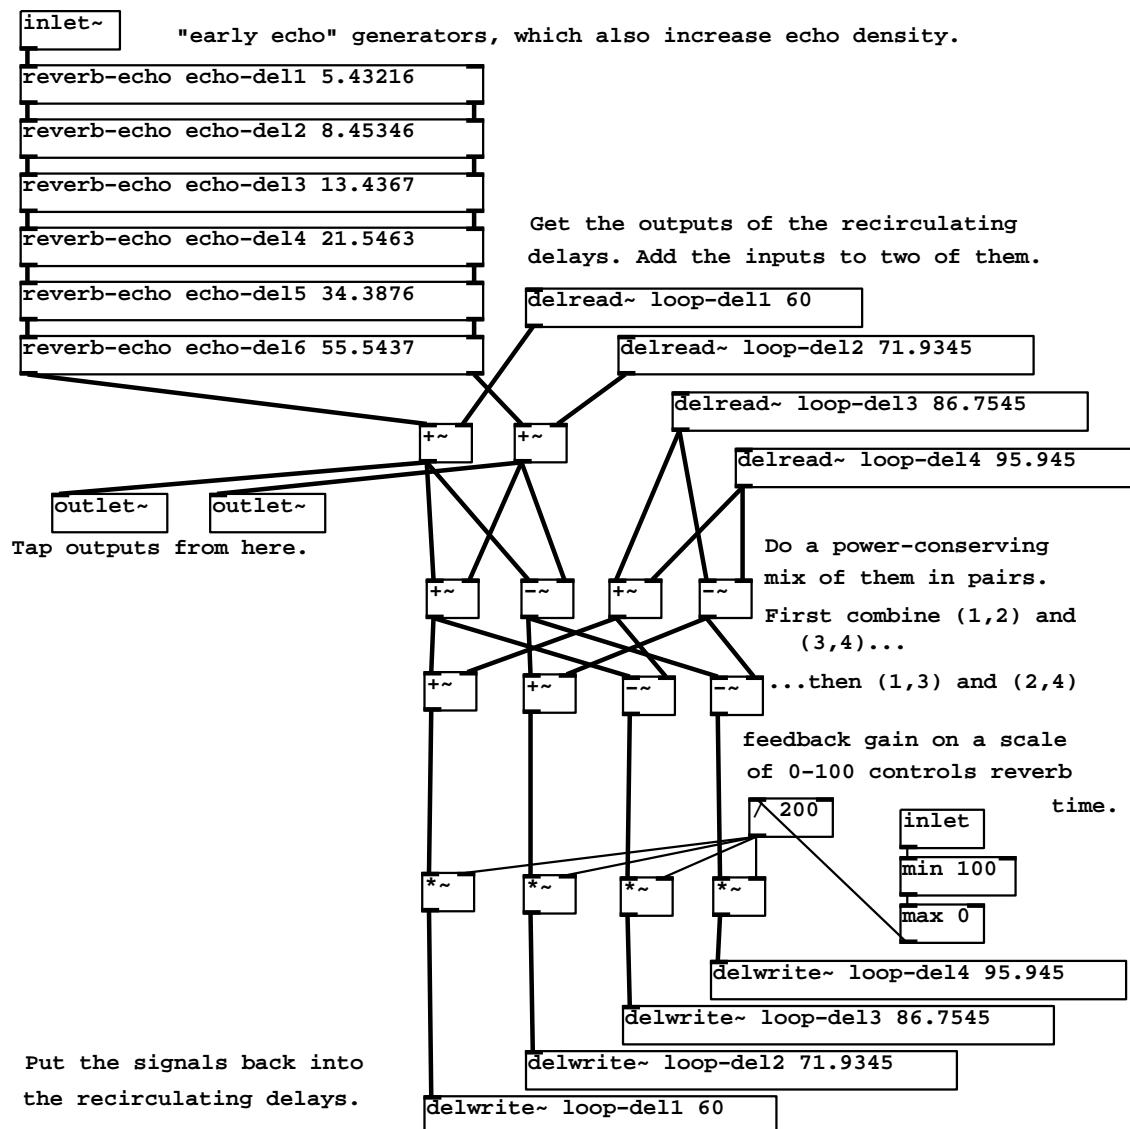 inlet~
"early echo" generators, which also increase echo density.
reverb-echo echo-del1 5.43216
reverb-echo echo-del2 8.45346
reverb-echo echo-del3 13.4367
reverb-echo echo-del4 21.5463
reverb-echo echo-del5 34.3876
reverb-echo echo-del6 55.5437
Get the outputs of the recirculating
delays. Add the inputs to two of them.
delread~ loop-del1 60
delread~ loop-del2 71.9345
delread~ loop-del3 86.7545
delread~ loop-del4 95.945
+~ +~
outlet~ outlet~
Tap outputs from here.
Do a power-conserving
mix of them in pairs.
+~ -~ +~ -~
First combine (1,2) and
(3,4)...
+~ +~ -~ -~
...then (1,3) and (2,4)
feedback gain on a scale
of 0-100 controls reverb
time.
/ 200
inlet
min 100
max 0
*~ *~ *~ *~
delwrite~ loop-del4 95.945
delwrite~ loop-del3 86.7545
delwrite~ loop-del2 71.9345
delwrite~ loop-del1 60
Put the signals back into
the recirculating delays.